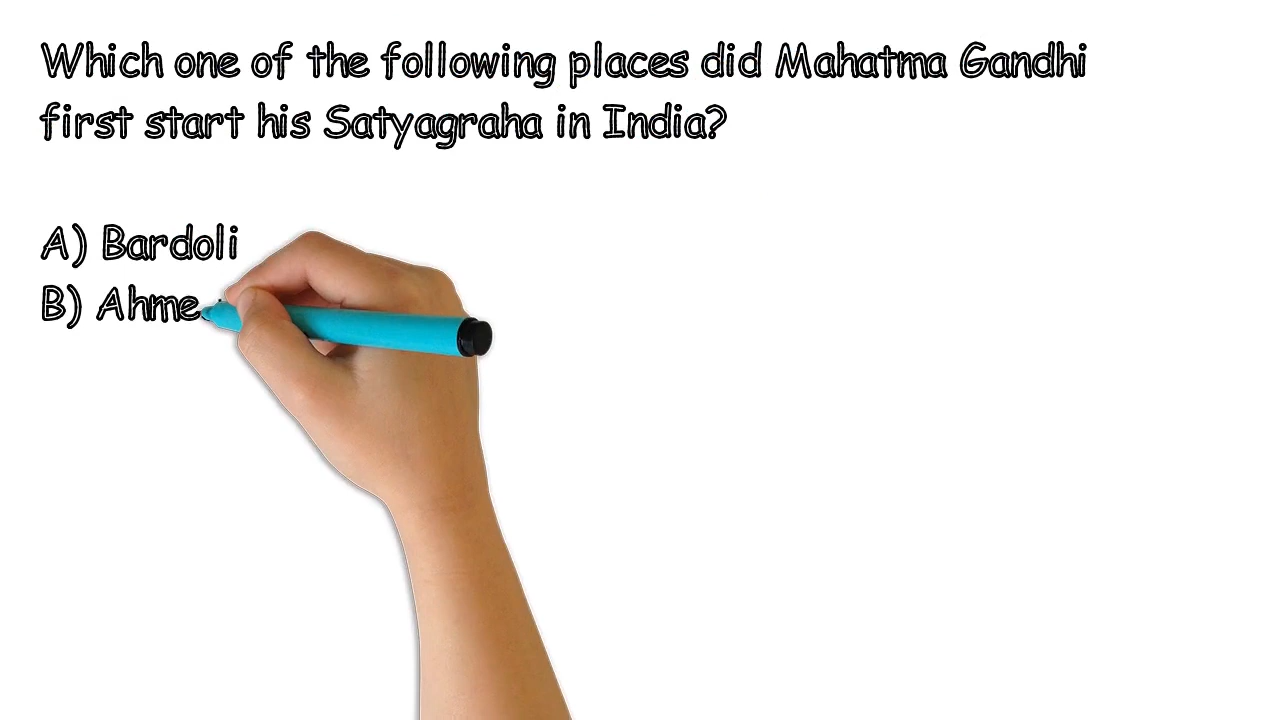 Which one of the following places did Mahatma Gandhi
first start his Satyagraha in India?
A) Bardoli
B) Ahme